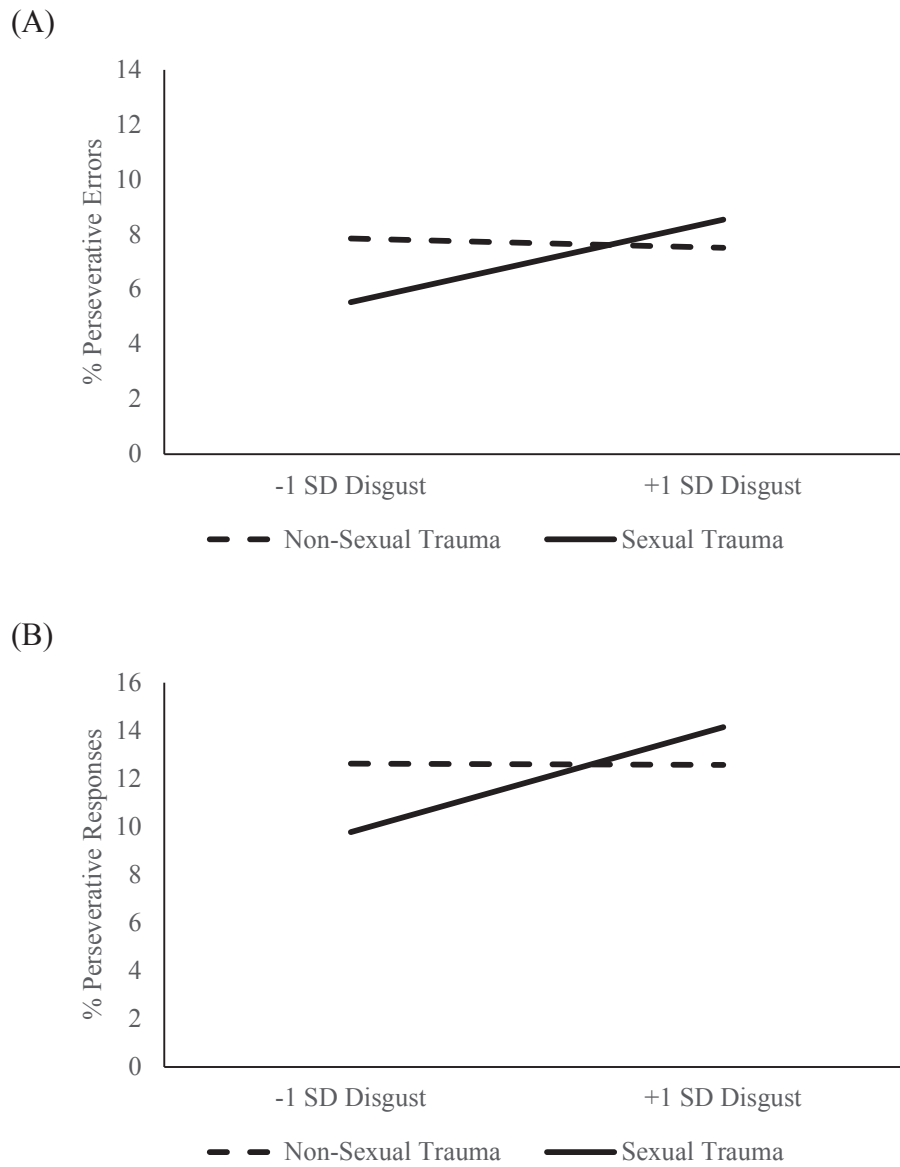 (A)
14
12
10
8
6
4
2
0
% Perseverative Errors
-1 SD Disgust +1 SD Disgust
Non-Sexual Trauma Sexual Trauma
(B)
16
14
12
10
8
6
4
2
0
% Perseverative Responses
-1 SD Disgust +1 SD Disgust
Non-Sexual Trauma Sexual Trauma